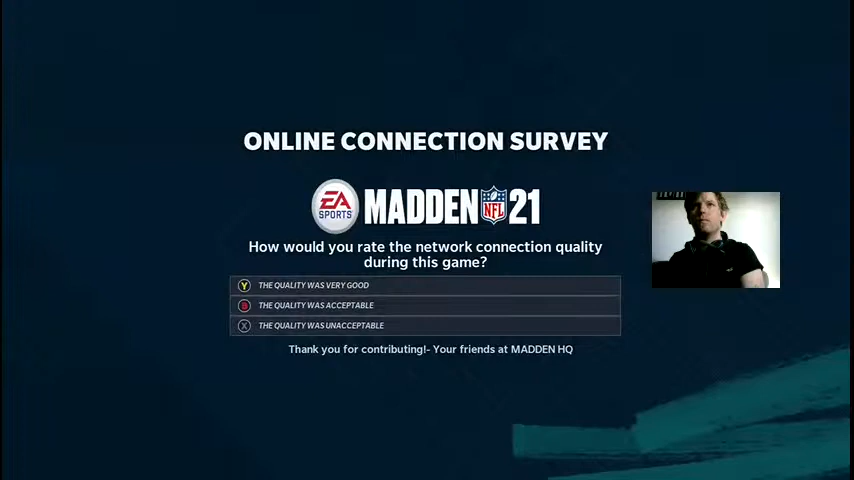 ONLINE CONNECTION SURVEY
EA SPORTS MADDEN NFL 21
How would you rate the network connection quality
during this game?
Y THE QUALITY WAS VERY GOOD
B THE QUALITY WAS ACCEPTABLE
X THE QUALITY WAS UNACCEPTABLE
Thank you for contributing!- Your friends at MADDEN HQ